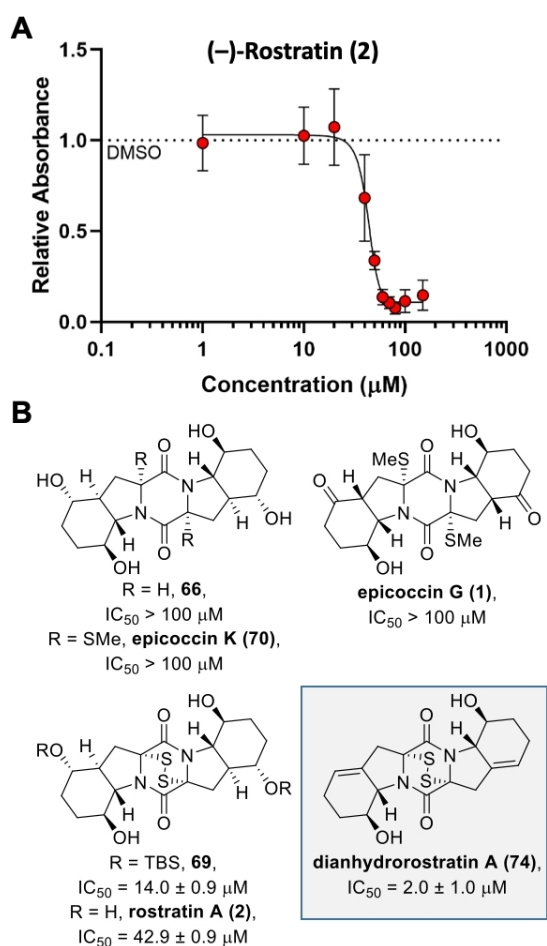 A
(−)-Rostratin (2)
Relative Absorbance
1.5
1.0
0.5
0.0
DMSO
0.1 1 10 100 1000
Concentration (μM)
B
HO
H
R
O
H
N
HO
H
N
H
OH
R
O
H
OH
R = H, 66,
IC50 > 100 μM
R = SMe, epicoccin K (70),
IC50 > 100 μM
HO
MeS
O
H
O
H
N
N
H
O
H
SMe
O
OH
epicoccin G (1),
IC50 > 100 μM
HO
O
H
RO
H
S
N
N
S
H
H
OR
O
OH
R = TBS, 69,
IC50 = 14.0 ± 0.9 μM
R = H, rostratin A (2),
IC50 = 42.9 ± 0.9 μM
HO
O
H
S
N
N
S
H
O
OH
dianhydrorostratin A (74),
IC50 = 2.0 ± 1.0 μM